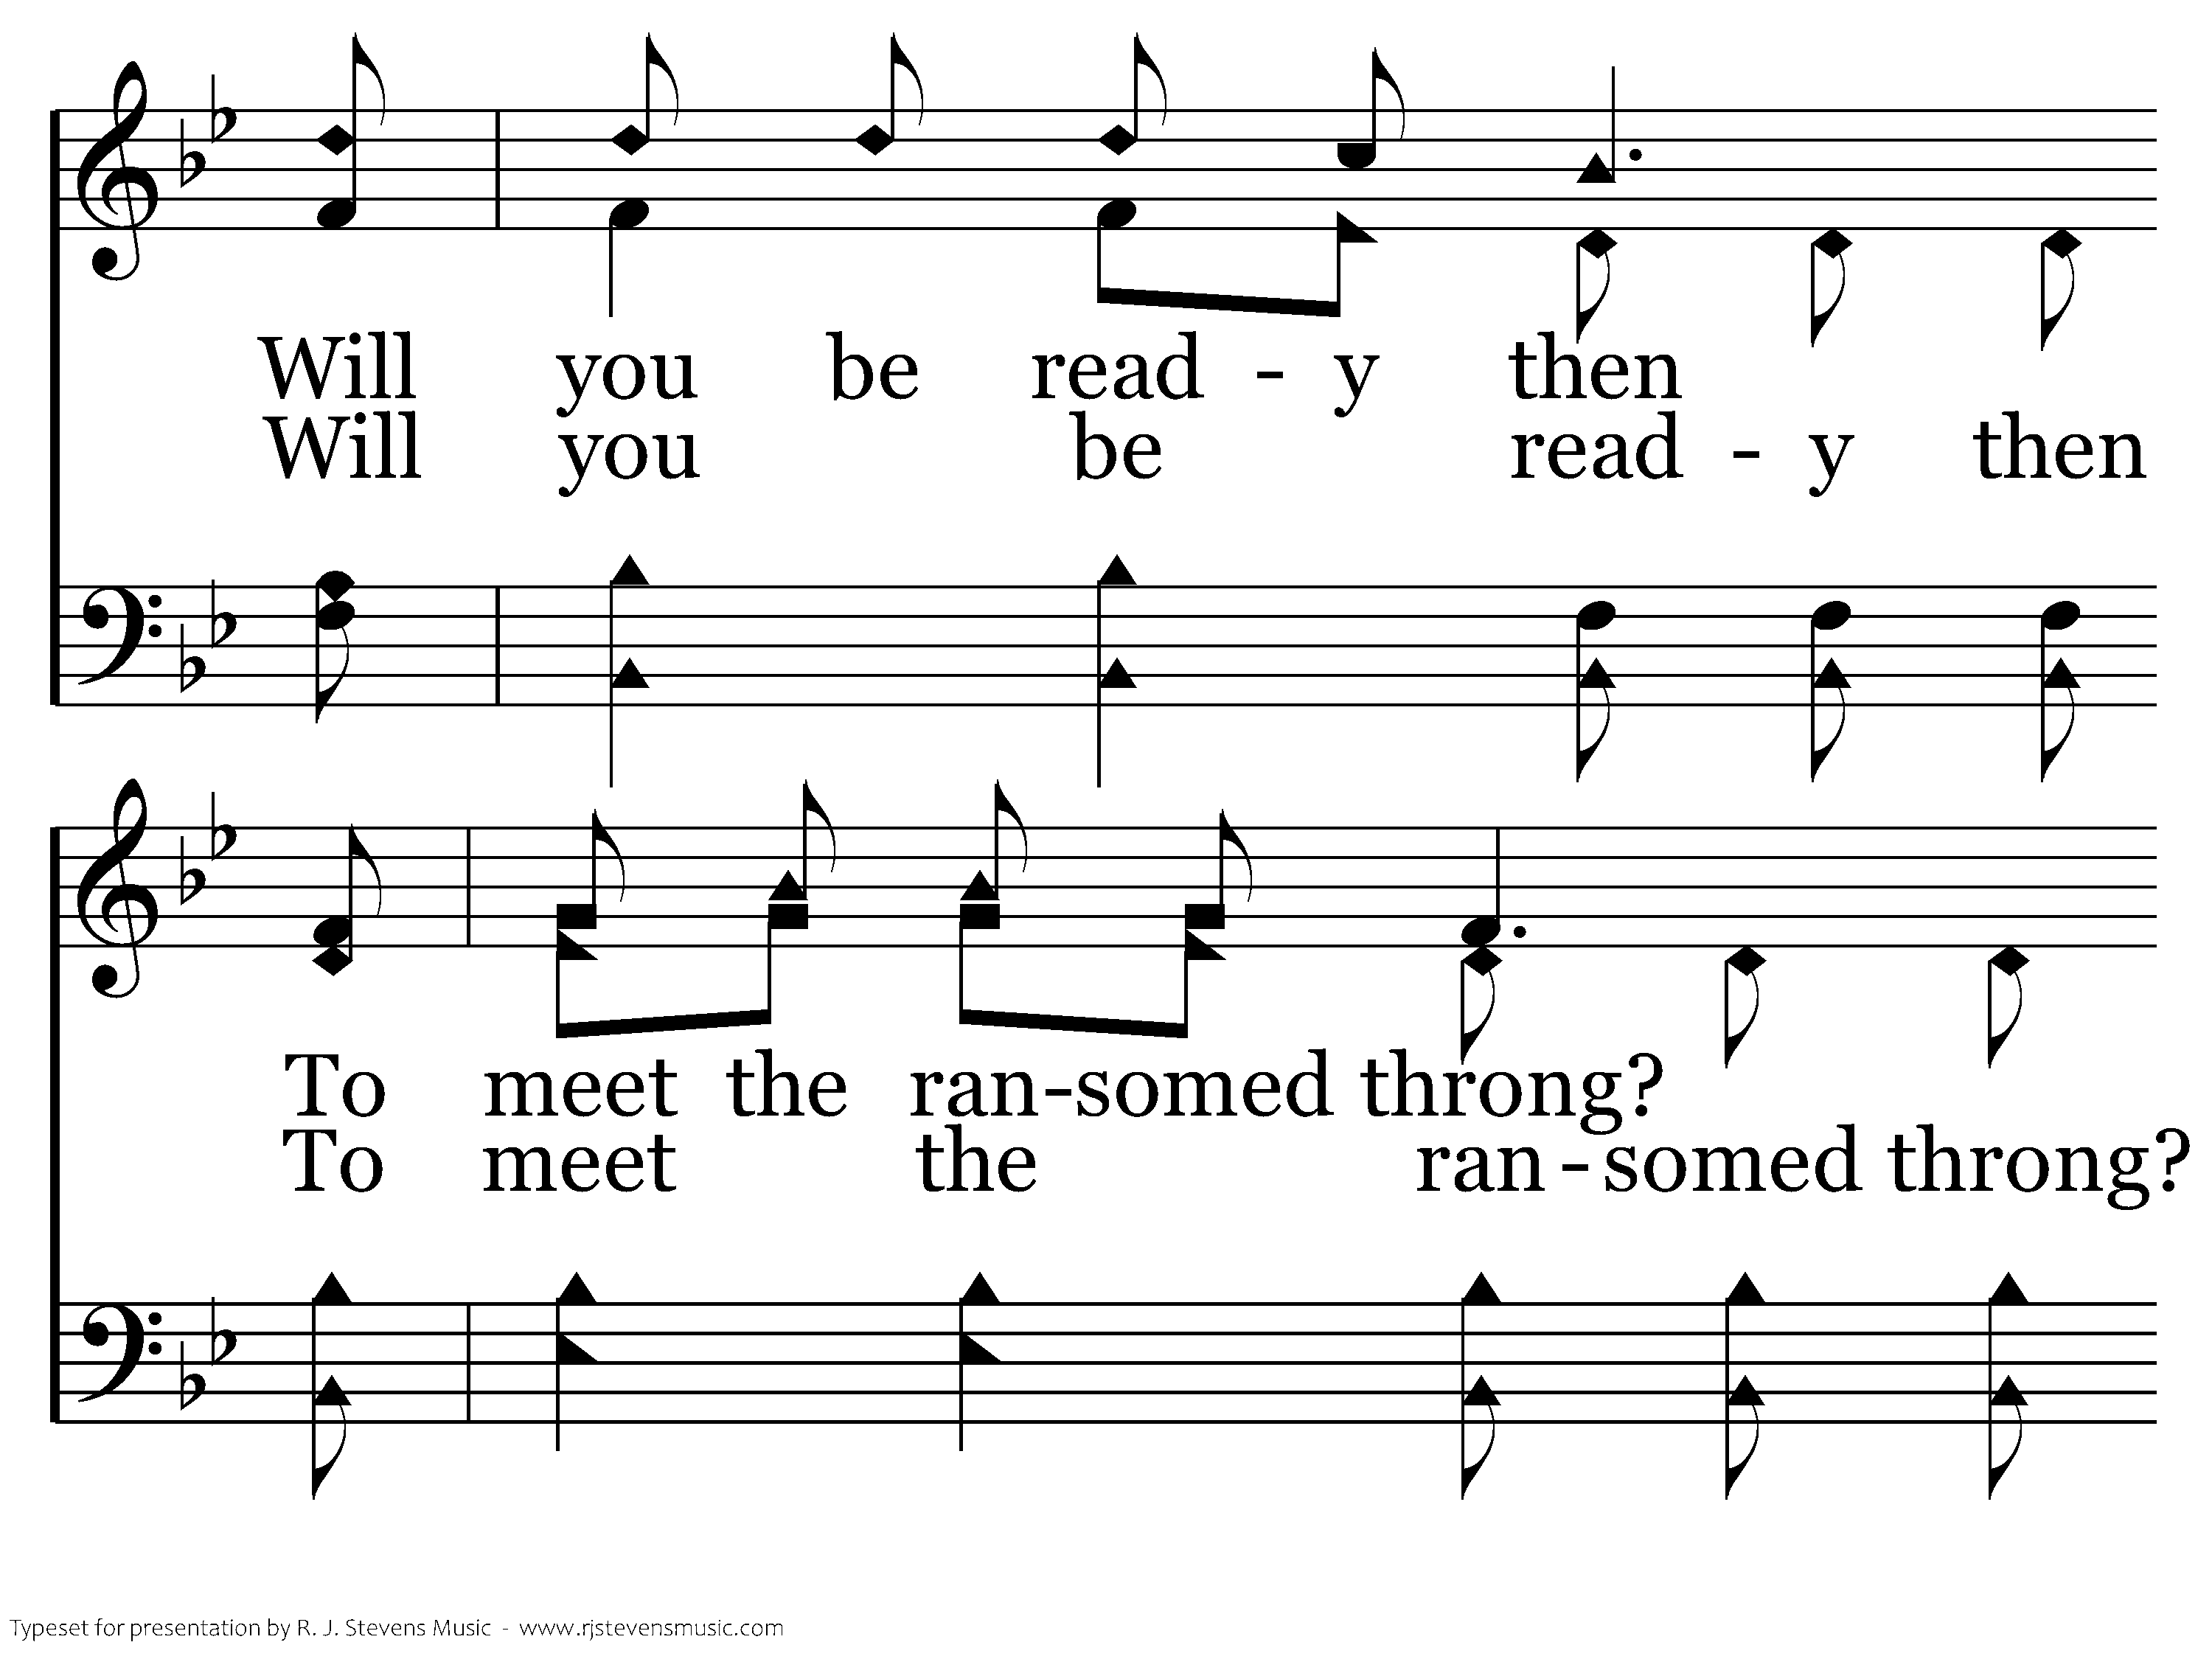 Will you be read - y then
Will you be read - y then
To meet the ran-somed throng?
To meet the ran - somed throng?
Typeset for presentation by R. J. Stevens Music - www.rjstevensmusic.com